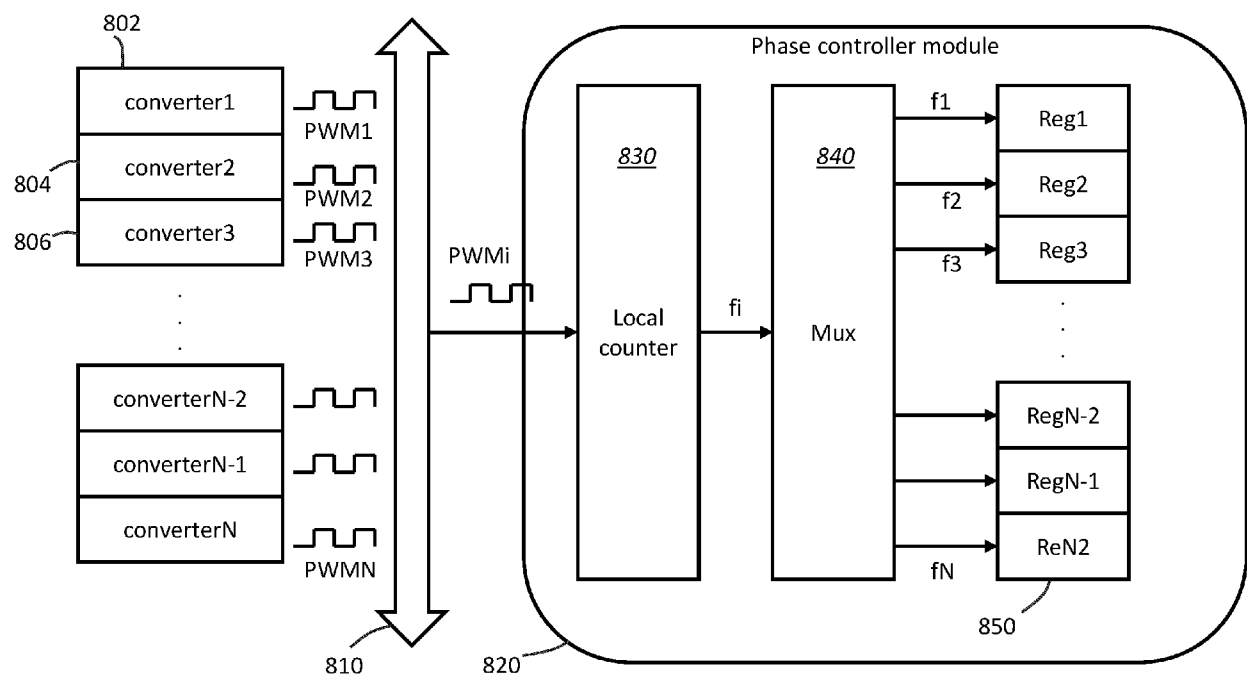 802
converter1
converter2
converter3
804
806
.
.
.
converterN-2
converterN-1
converterN
PWM1
PWM2
PWM3
PWMN
810
PWMi
Phase controller module
830
Local
counter
fi
840
Mux
f1
f2
f3
fN
Reg1
Reg2
Reg3
.
.
.
RegN-2
RegN-1
ReN2
850
820